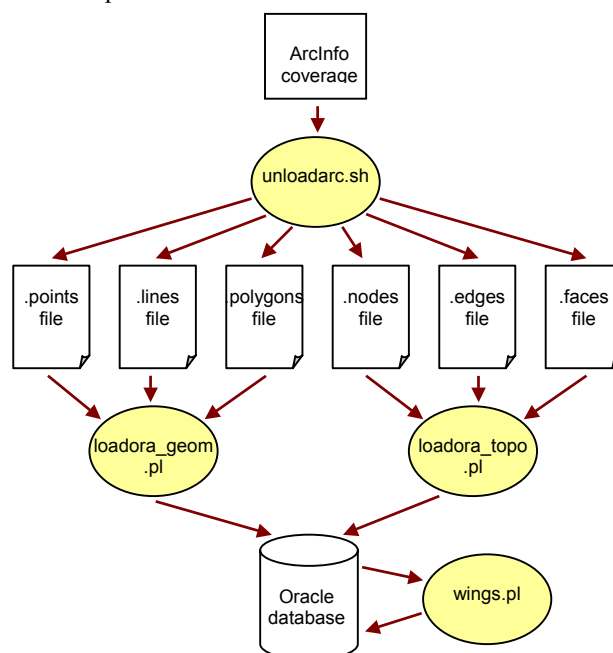 ArcInfo
coverage
unloadarc.sh
.points
file
.lines
file
.polygons
file
.nodes
file
.edges
file
.faces
file
loadora_geom
.pl
loadora_topo
.pl
Oracle
database
wings.pl